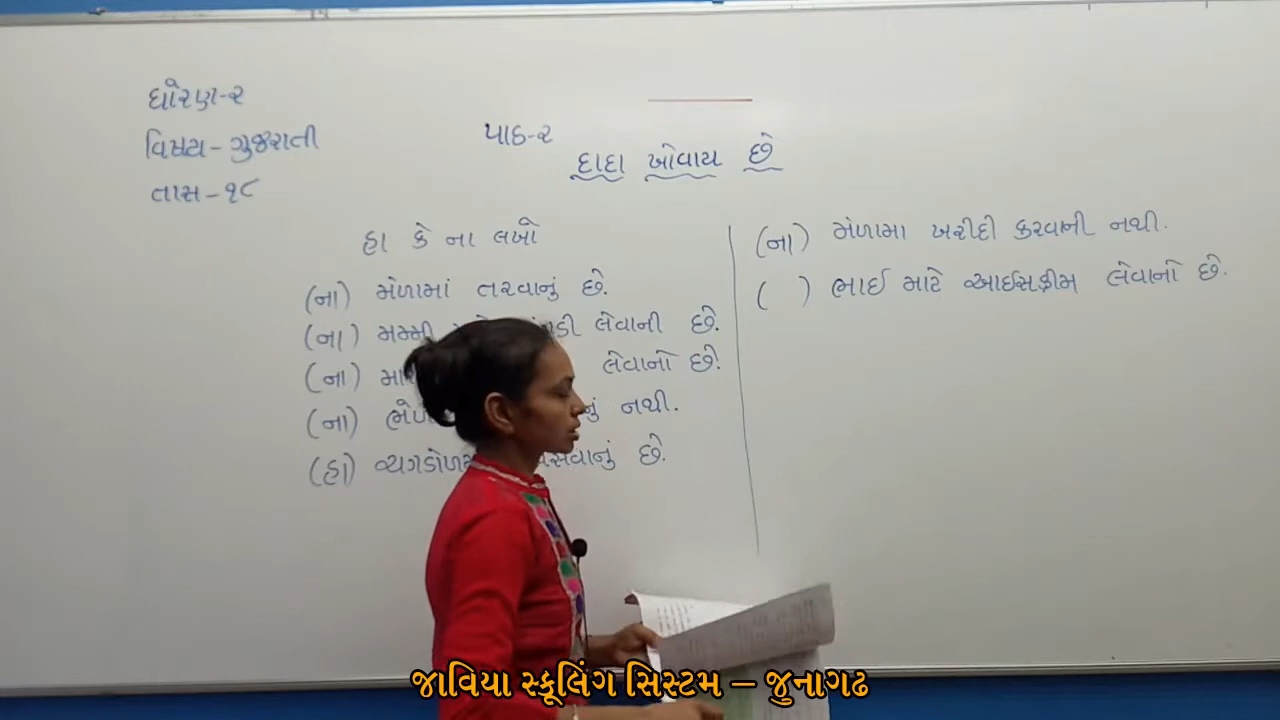 ધોરણ-૨
વિષય - ગુજરાતી
તાસ - ૧૮
પાઠ-૨
દાદા ખોવાય છે
હા કે ના લખો
(ના) મેળામાં તરવાનું છે.
(ના) મમ્મી લેવાની છે.
(ના) લેવાનો છે.
(ના) નથી.
(હા) છે.
(ના) મેળામા ખરીદી કરવાની નથી.
( ) ભાઈ માટે આઈસક્રીમ લેવાનો છે.
જાવિયા સ્કૂલિંગ સિસ્ટમ – જુનાગઢ